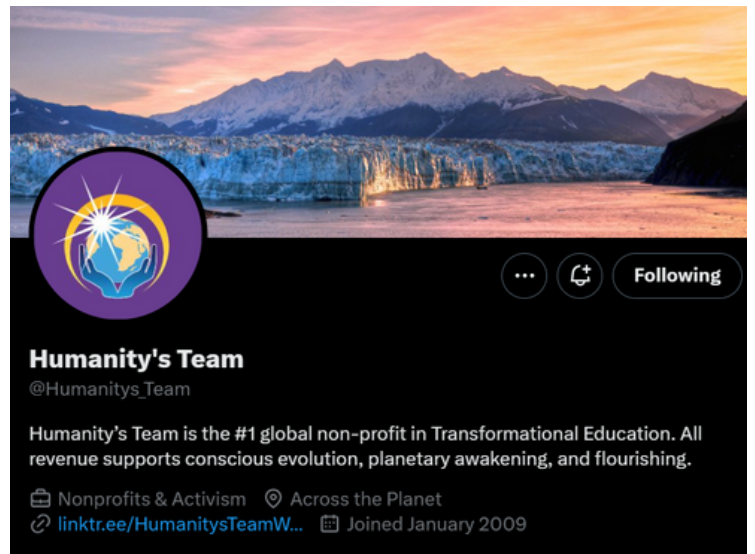 Following
Humanity's Team
@Humanitys_Team
Humanity’s Team is the #1 global non-profit in Transformational Education. All
revenue supports conscious evolution, planetary awakening, and flourishing.
Nonprofits & Activism Across the Planet
linktr.ee/HumanitysTeamW... Joined January 2009